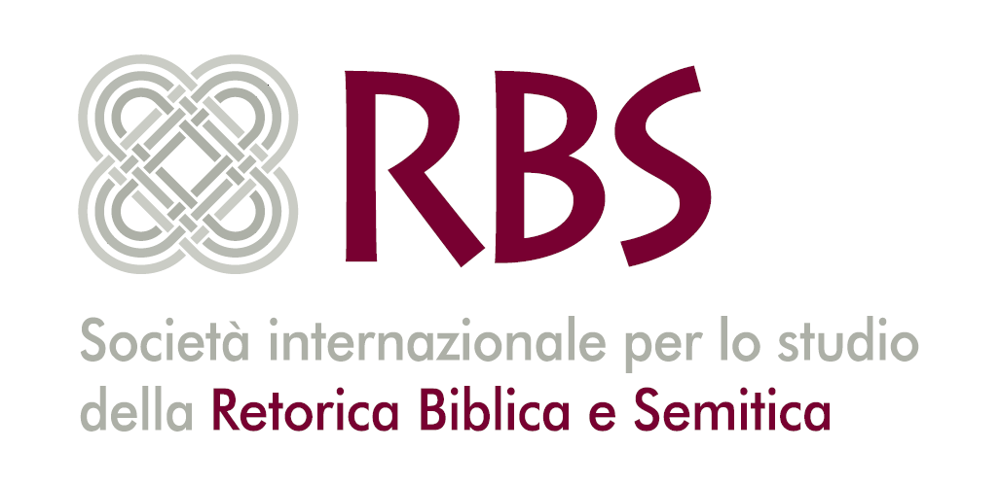 RBS
Società internazionale per lo studio
della Retorica Biblica e Semitica